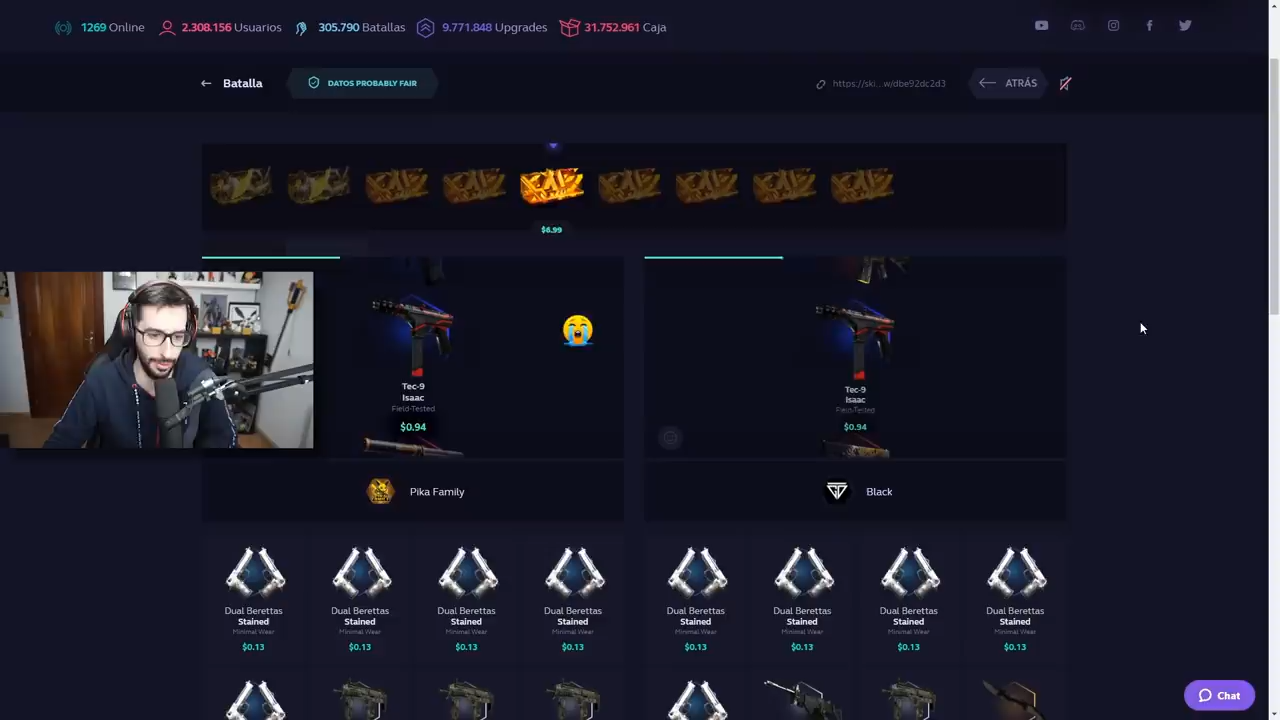 1269 Online 2.308.156 Usuarios 305.790 Batallas 9.771.848 Upgrades 31.752.961 Caja
Batalla DATOS PROBABLY FAIR https://ski...w/dbe92dc2d3 ATRÁS
$6.99
Tec-9
Isaac
Field-Tested
$0.94
Tec-9
Isaac
Field-Tested
$0.94
Pika Family Black
Dual Berettas Dual Berettas Dual Berettas Dual Berettas Dual Berettas Dual Berettas Dual Berettas Dual Berettas
Stained Stained Stained Stained Stained Stained Stained Stained
Minimal Wear Minimal Wear Minimal Wear Minimal Wear Minimal Wear Minimal Wear Minimal Wear Minimal Wear
$0.13 $0.13 $0.13 $0.13 $0.13 $0.13 $0.13 $0.13
Chat